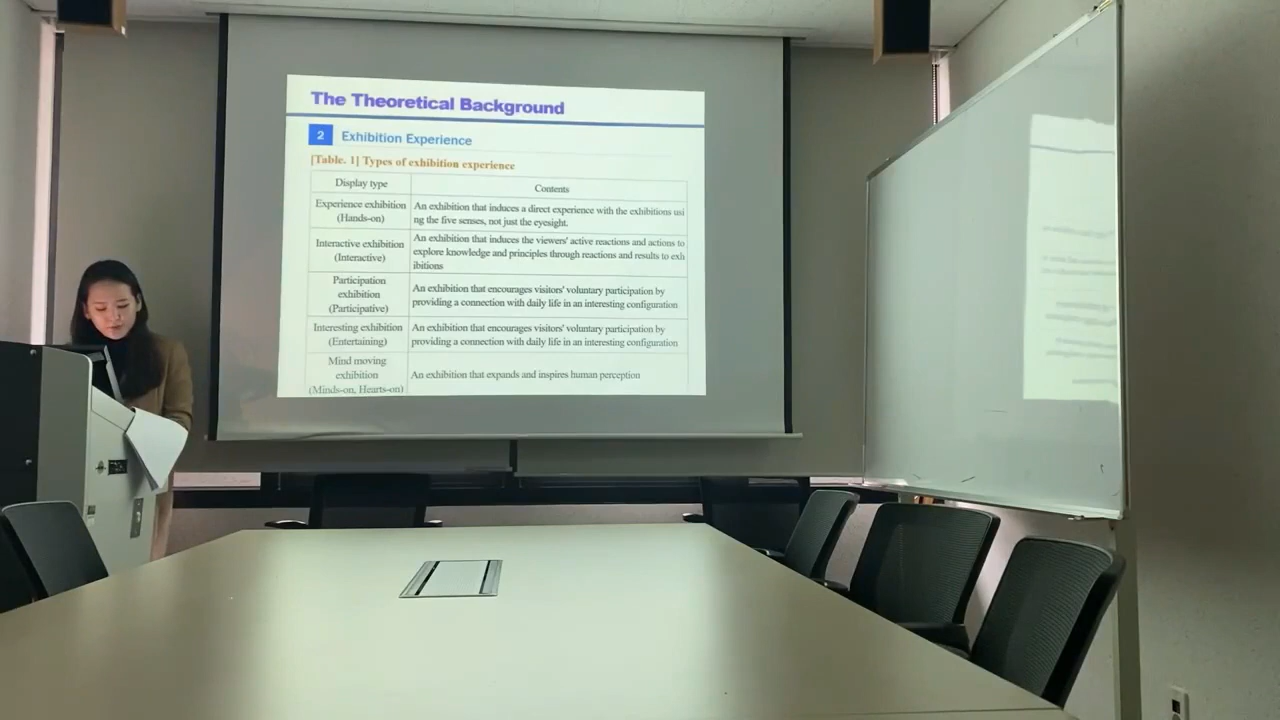 The Theoretical Background
2 Exhibition Experience
[Table. 1] Types of exhibition experience
Display type Contents
Experience exhibition
(Hands-on)
An exhibition that induces a direct experience with the exhibitions usi
ng the five senses, not just the eyesight.
Interactive exhibition
(Interactive)
An exhibition that induces the viewers' active reactions and actions to
explore knowledge and principles through reactions and results to exh
ibitions
Participation
exhibition
(Participative)
An exhibition that encourages visitors' voluntary participation by
providing a connection with daily life in an interesting configuration
Interesting exhibition
(Entertaining)
An exhibition that encourages visitors' voluntary participation by
providing a connection with daily life in an interesting configuration
Mind moving
exhibition
(Minds-on, Hearts-on)
An exhibition that expands and inspires human perception